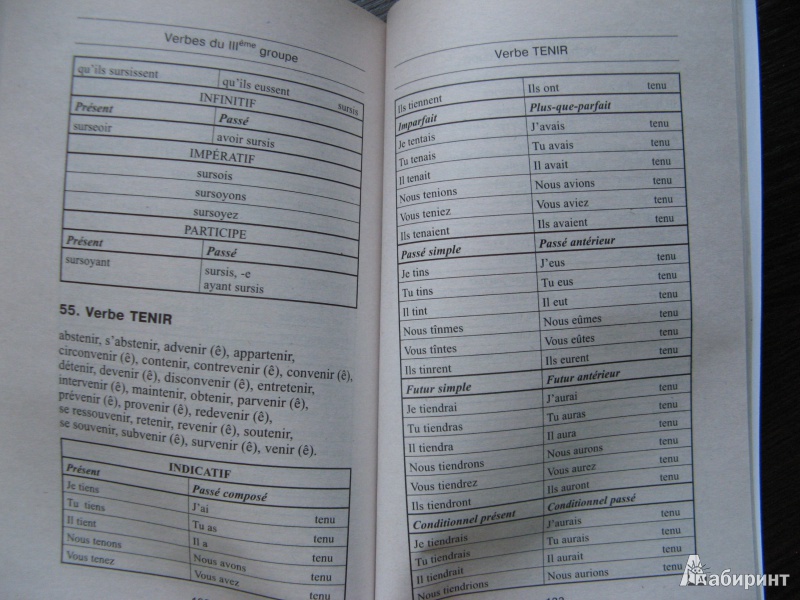 Verbes du IIIème groupe
qu'ils sursissent qu'ils eussent sursis
INFINITIF
Présent Passé
surseoir avoir sursis
IMPÉRATIF
sursois
sursoyons
sursoyez
PARTICIPE
Présent Passé
sursoyant sursis, -e
ayant sursis
55. Verbe TENIR
abstenir, s'abstenir, advenir (ê), appartenir,
circonvenir (ê), contenir, contrevenir (ê), convenir (ê),
détenir, devenir (ê), disconvenir (ê), entretenir,
intervenir (ê), maintenir, obtenir, parvenir (ê),
prévenir (ê), provenir (ê), redevenir (ê),
se ressouvenir, retenir, revenir (ê), soutenir,
se souvenir, subvenir (ê), survenir (ê), venir (ê).
INDICATIF
Présent Passé composé
Je tiens J'ai tenu
Tu tiens Tu as tenu
Il tient Il a tenu
Nous tenons Nous avons tenu
Vous tenez Vous avez tenu
Verbe TENIR
Ils tiennent Ils ont tenu
Imparfait Plus-que-parfait
Je tentais J'avais tenu
Tu tenais Tu avais tenu
Il tenait Il avait tenu
Nous tenions Nous avions tenu
Vous teniez Vous aviez tenu
Ils tenaient Ils avaient tenu
Passé simple Passé antérieur
Je tins J'eus tenu
Tu tins Tu eus tenu
Il tint Il eut tenu
Nous tînmes Nous eûmes tenu
Vous tîntes Vous eûtes tenu
Ils tinrent Ils eurent tenu
Futur simple Futur antérieur
Je tiendrai J'aurai tenu
Tu tiendras Tu auras tenu
Il tiendra Il aura tenu
Nous tiendrons Nous aurons tenu
Vous tiendrez Vous aurez tenu
Ils tiendront Ils auront tenu
Conditionnel présent Conditionnel passé
Je tiendrais J'aurais tenu
Tu tiendrais Tu aurais tenu
Il tiendrait Il aurait tenu
Nous tiendrions Nous aurions tenu
Лабиринт